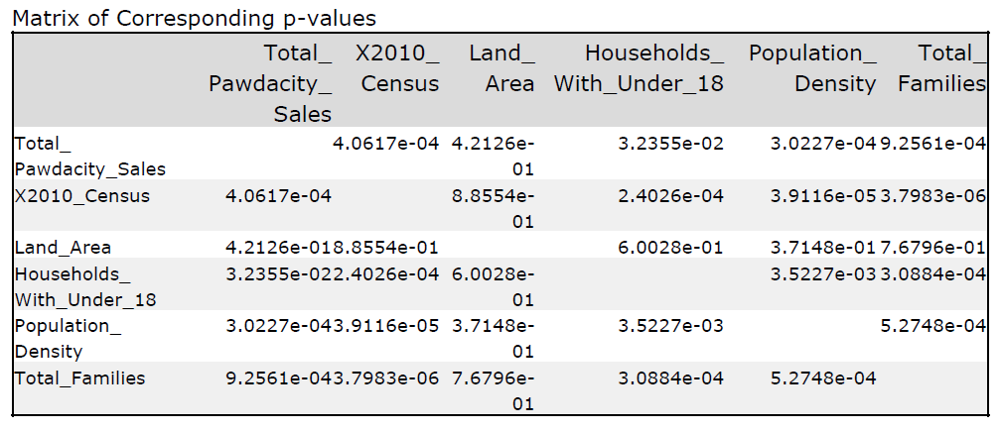 Matrix of Corresponding p-values
Total_ X2010_ Land_ Households_ Population_ Total_
Pawdacity_ Census Area With_Under_18 Density Families
Sales
Total_ 4.0617e-04 4.2126e- 3.2355e-02 3.0227e-04 9.2561e-04
Pawdacity_Sales 01
X2010_Census 4.0617e-04 8.8554e- 2.4026e-04 3.9116e-05 3.7983e-06
01
Land_Area 4.2126e-01 8.8554e-01 6.0028e-01 3.7148e-01 7.6796e-01
Households_ 3.2355e-02 2.4026e-04 6.0028e- 3.5227e-03 3.0884e-04
With_Under_18 01
Population_ 3.0227e-04 3.9116e-05 3.7148e- 3.5227e-03 5.2748e-04
Density 01
Total_Families 9.2561e-04 3.7983e-06 7.6796e- 3.0884e-04 5.2748e-04
01